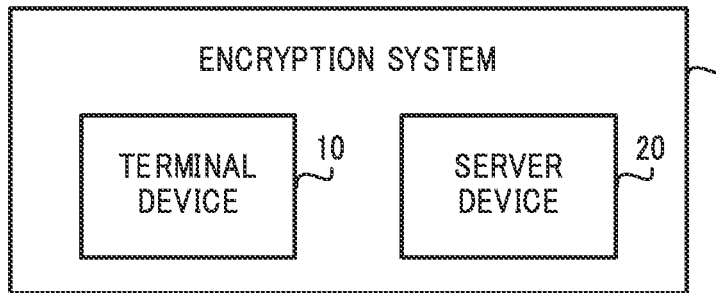 ENCRYPTION SYSTEM
10
TERMINAL
DEVICE
20
SERVER
DEVICE